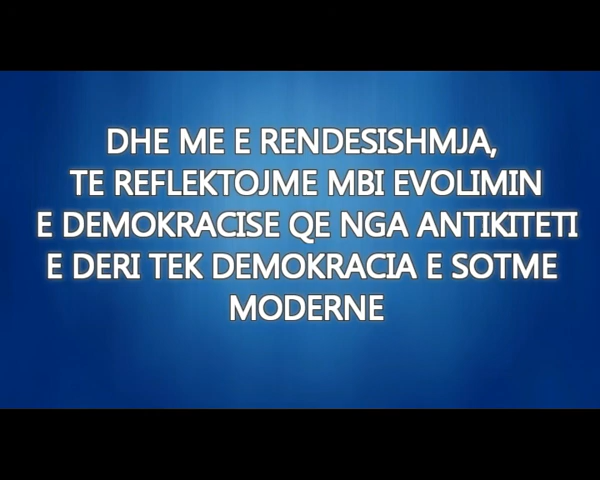 DHE ME E RENDESISHMJA,
TE REFLEKTOJME MBI EVOLIMIN
E DEMOKRACISE QE NGA ANTIKITETI
E DERI TEK DEMOKRACIA E SOTME
MODERNE